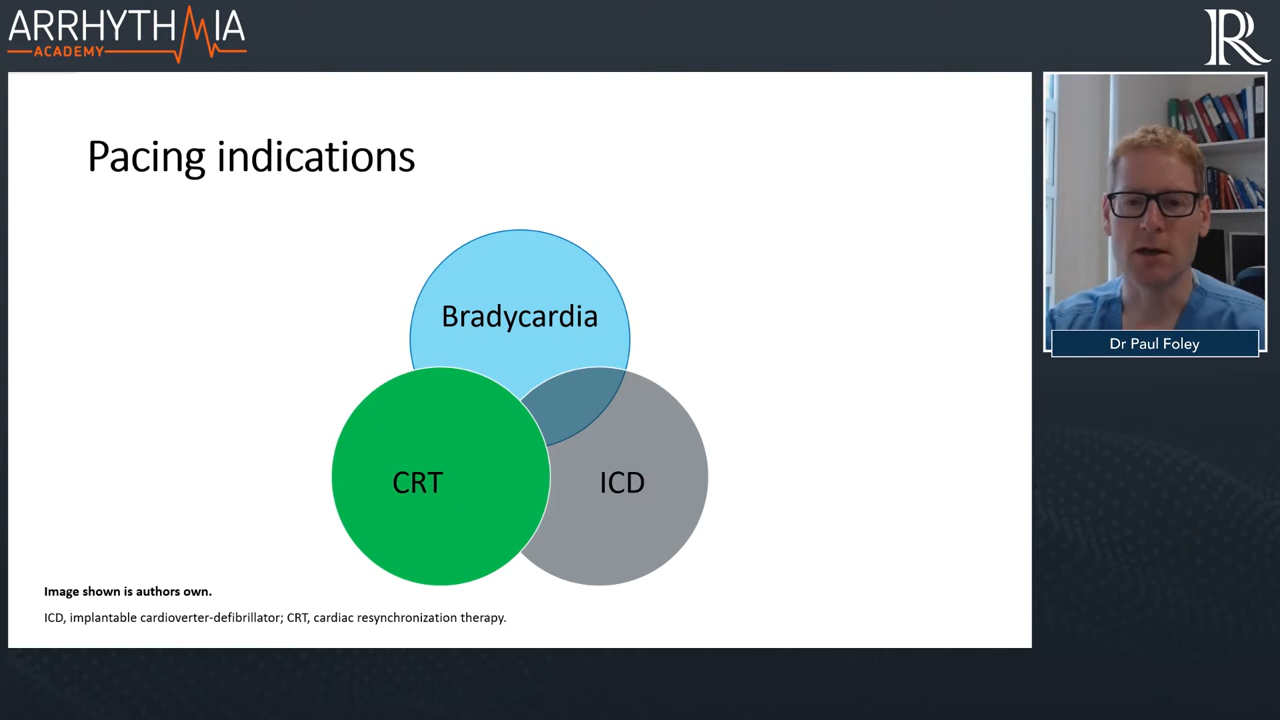 ARRHYTHMIA
ACADEMY
R
Pacing indications
Bradycardia
CRT
ICD
Dr Paul Foley
Image shown is authors own.
ICD, implantable cardioverter-defibrillator; CRT, cardiac resynchronization therapy.